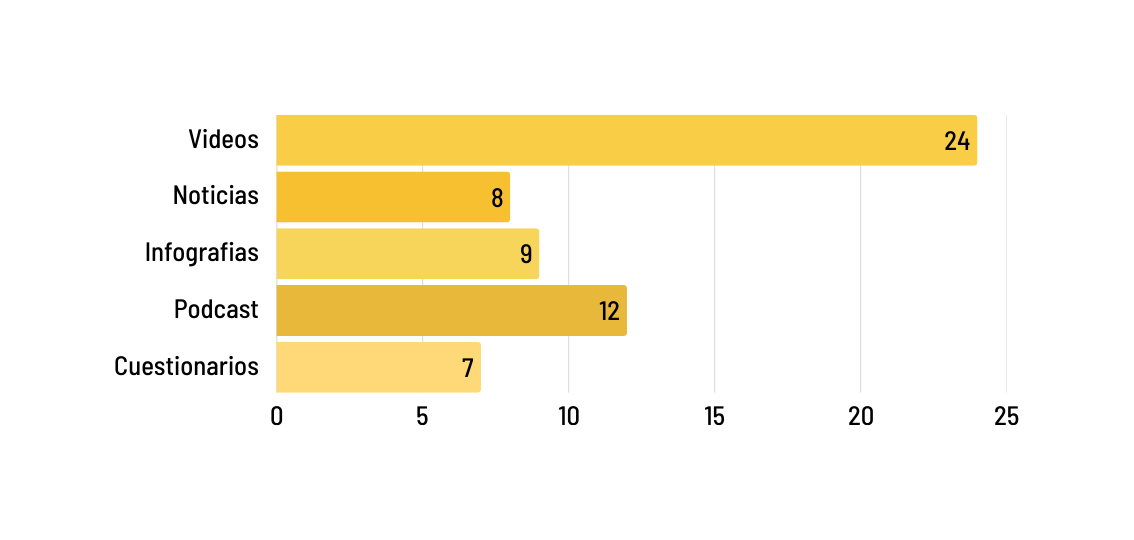 Videos 24
Noticias 8
Infografias 9
Podcast 12
Cuestionarios 7
0 5 10 15 20 25